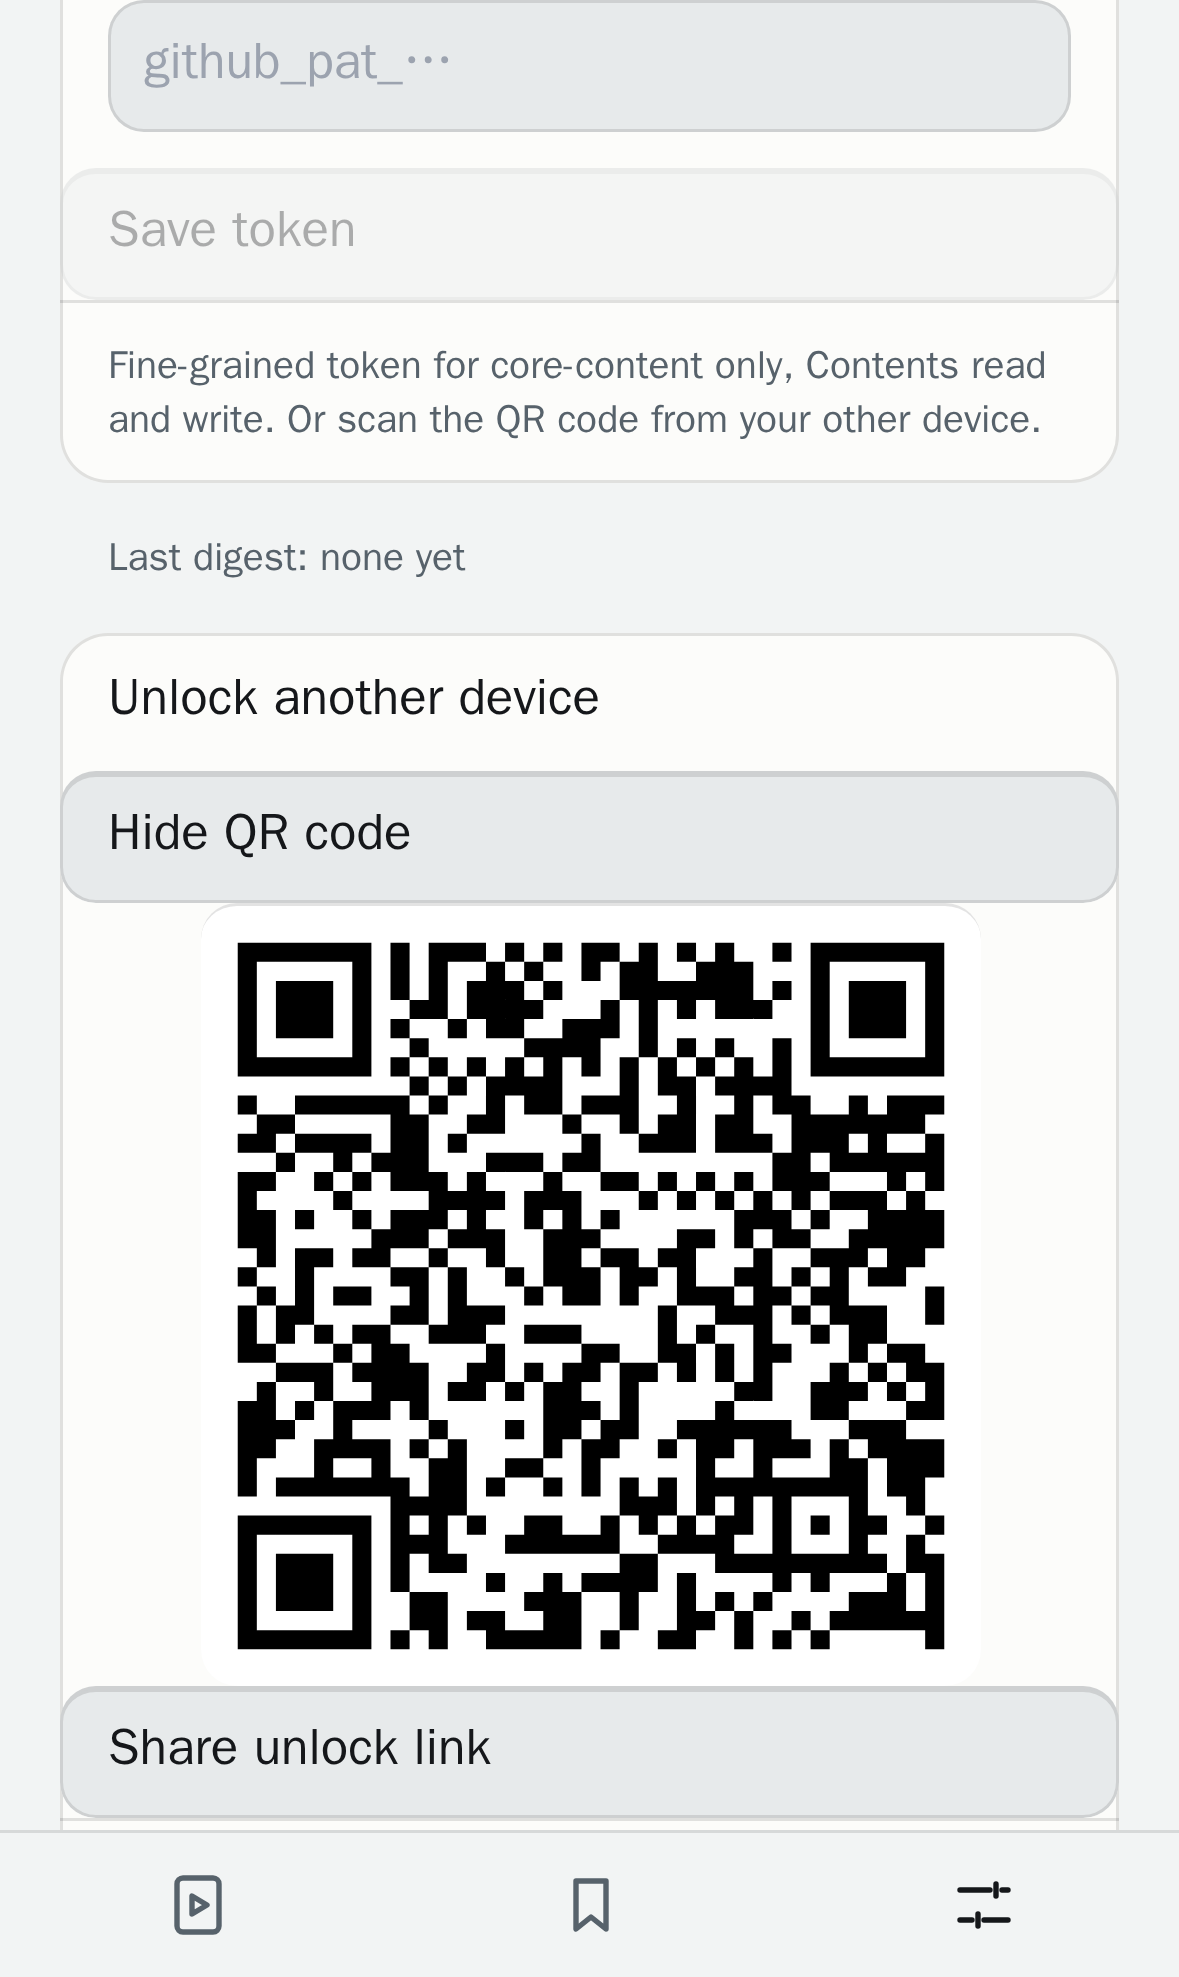 github_pat_···
Save token
Fine-grained token for core-content only, Contents read
and write. Or scan the QR code from your other device.
Last digest: none yet
Unlock another device
Hide QR code
Share unlock link